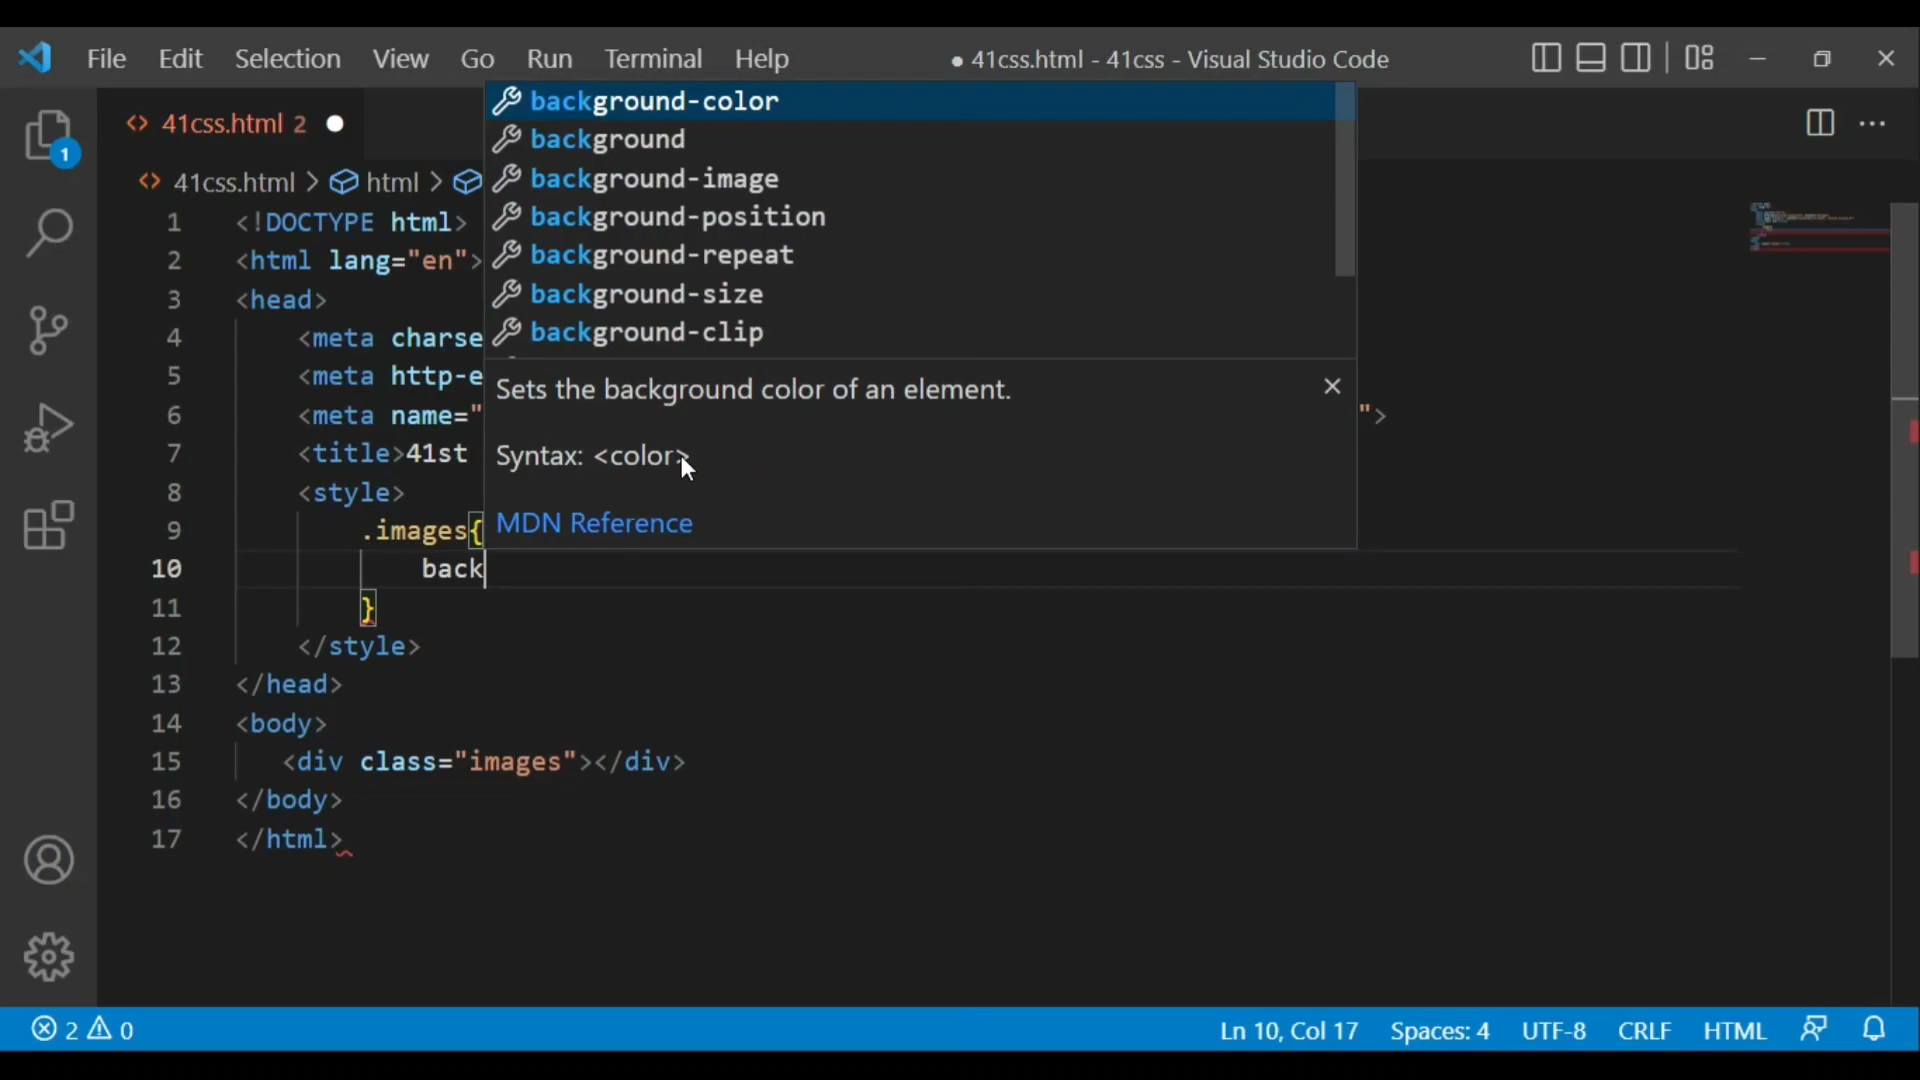 File Edit Selection View Go Run Terminal Help ● 41css.html - 41css - Visual Studio Code
1
<> 41css.html 2 ●
<> 41css.html > html >
background-color
background
background-image
background-position
background-repeat
background-size
background-clip
Sets the background color of an element.
Syntax: <color>
MDN Reference
1 <!DOCTYPE html>
2 <html lang="en">
3 <head>
4 <meta charse
5 <meta http-e
6 <meta name=" ">
7 <title>41st
8 <style>
9 .images{
10 back
11 }
12 </style>
13 </head>
14 <body>
15 <div class="images"></div>
16 </body>
17 </html>
2 0 Ln 10, Col 17 Spaces: 4 UTF-8 CRLF HTML